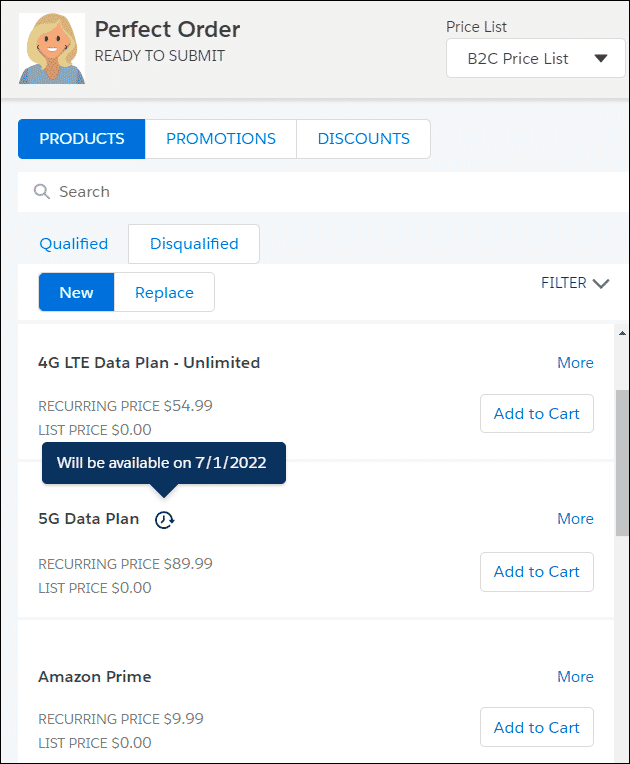 Perfect Order
READY TO SUBMIT
Price List
B2C Price List
PRODUCTS PROMOTIONS DISCOUNTS
Search
Qualified Disqualified
New Replace
FILTER
4G LTE Data Plan - Unlimited More
RECURRING PRICE $54.99
Add to Cart
LIST PRICE $0.00
Will be available on 7/1/2022
5G Data Plan More
RECURRING PRICE $89.99
Add to Cart
LIST PRICE $0.00
Amazon Prime More
RECURRING PRICE $9.99
Add to Cart
LIST PRICE $0.00